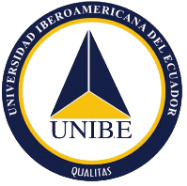 UNIVERSIDAD IBEROAMERICANA DEL ECUADOR
UNIBE
QUALITAS